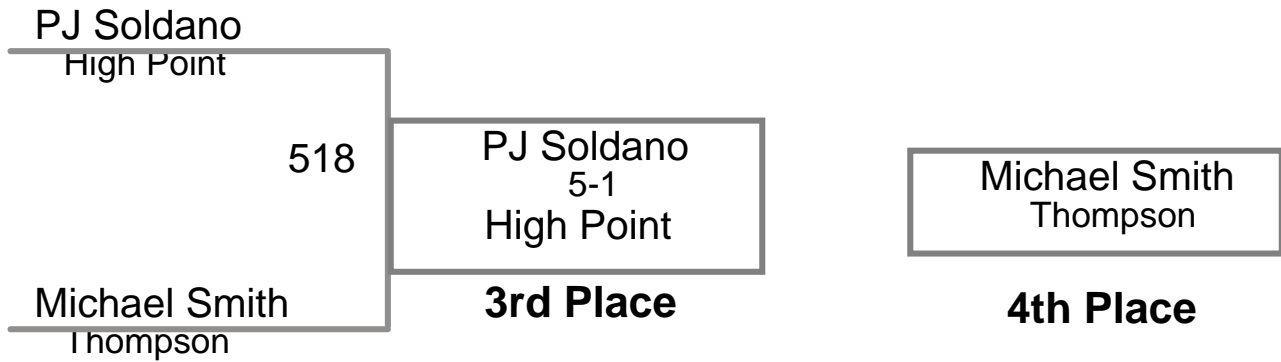 PJ Soldano
High Point
518
PJ Soldano
5-1
High Point
3rd Place
Michael Smith
Thompson
4th Place
Michael Smith
Thompson